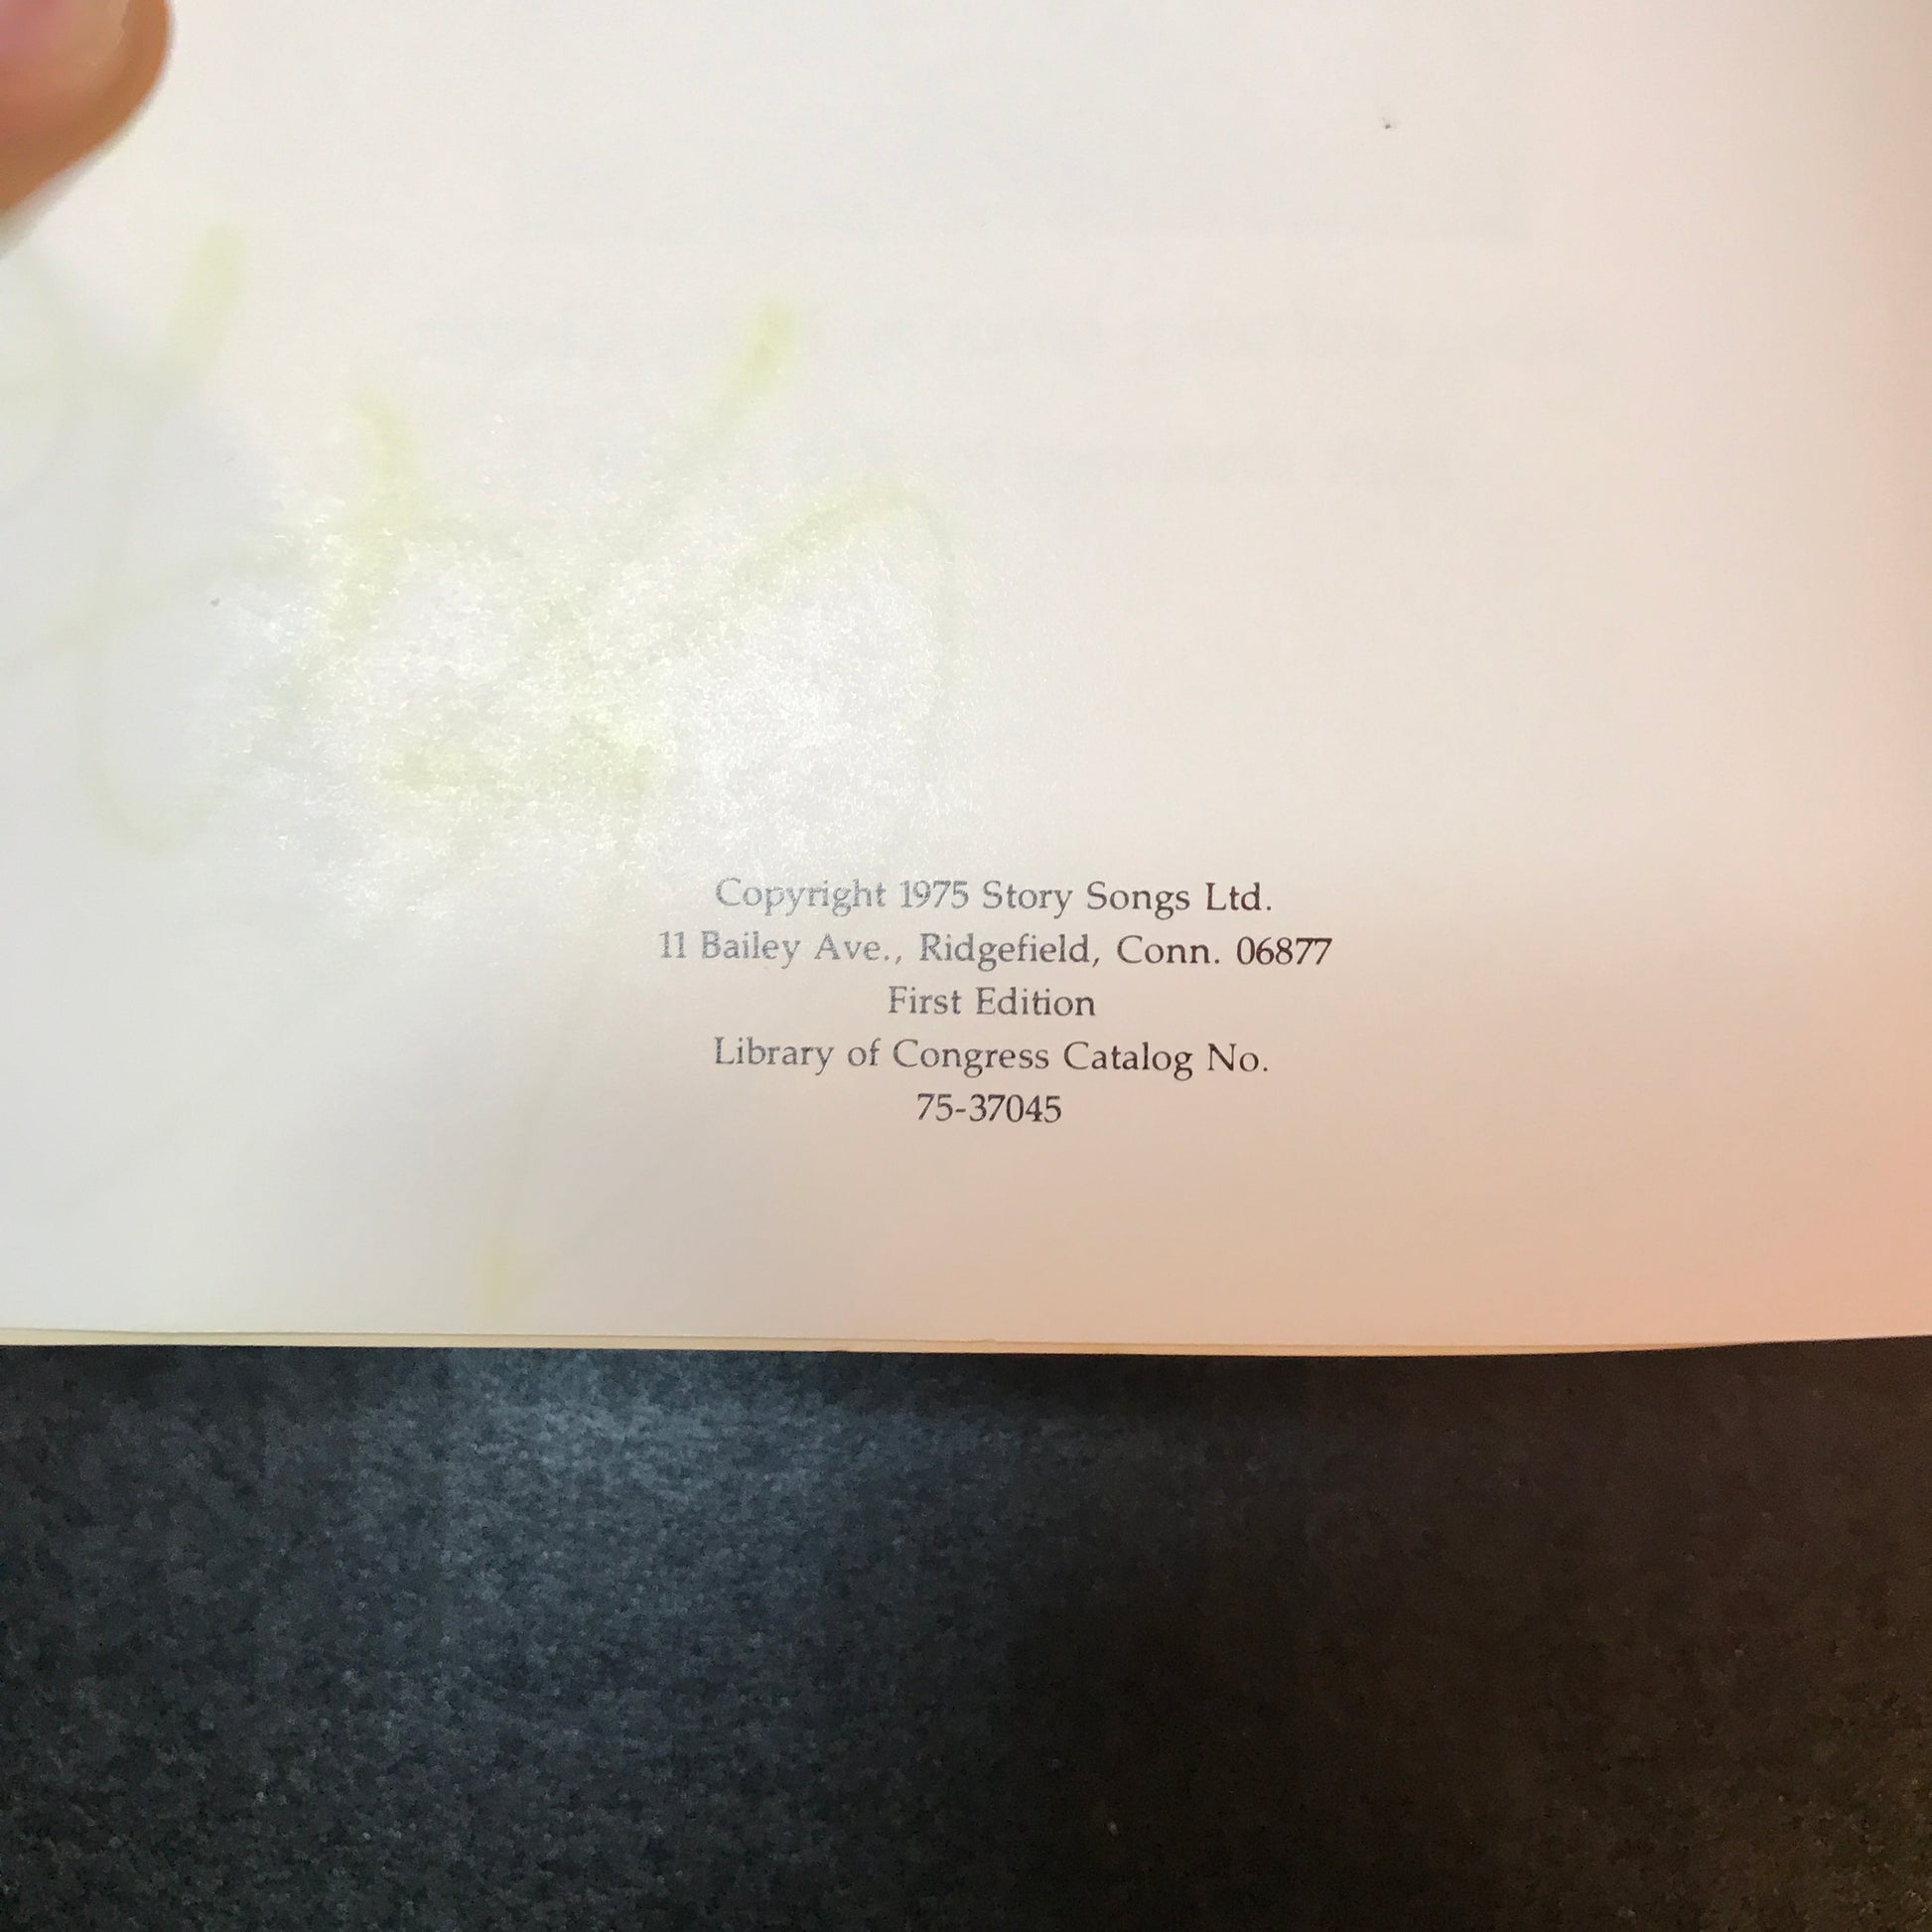 Copyright 1975 Story Songs Ltd.
11 Bailey Ave., Ridgefield, Conn. 06877
First Edition
Library of Congress Catalog No.
75-37045